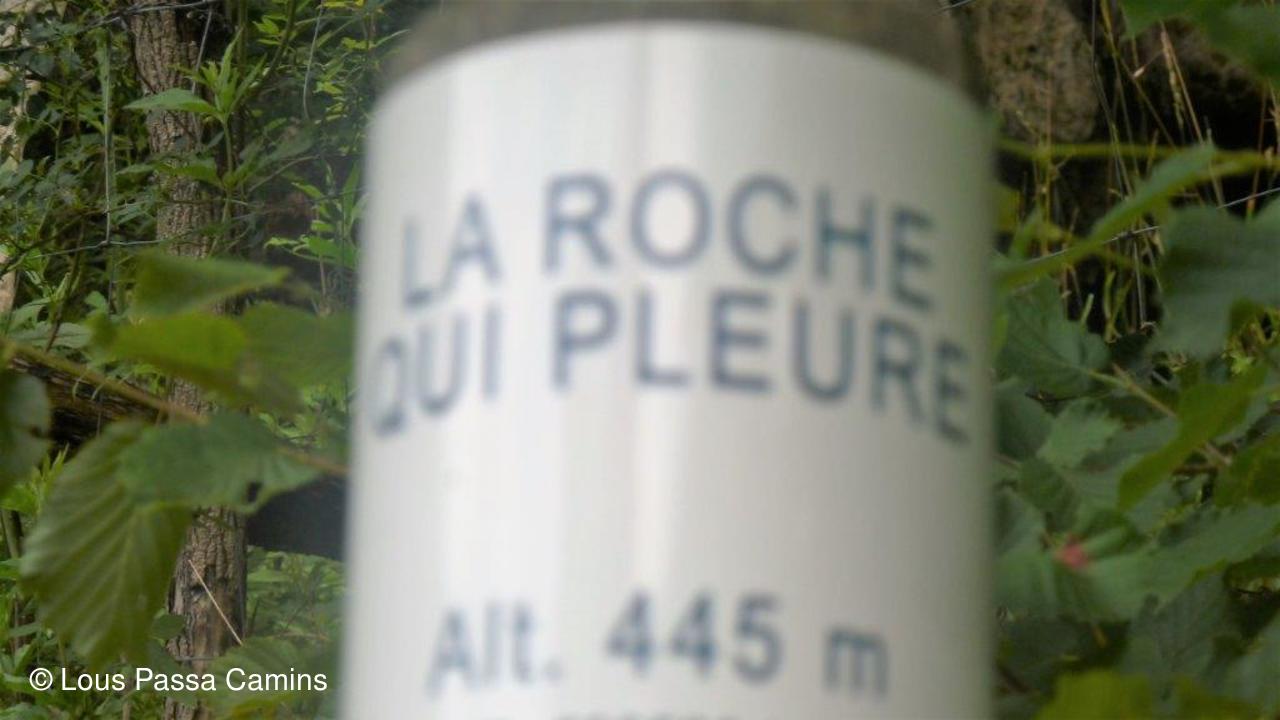 LA ROCHE
QUI PLEURE
Alt. 445 m
© Lous Passa Camins